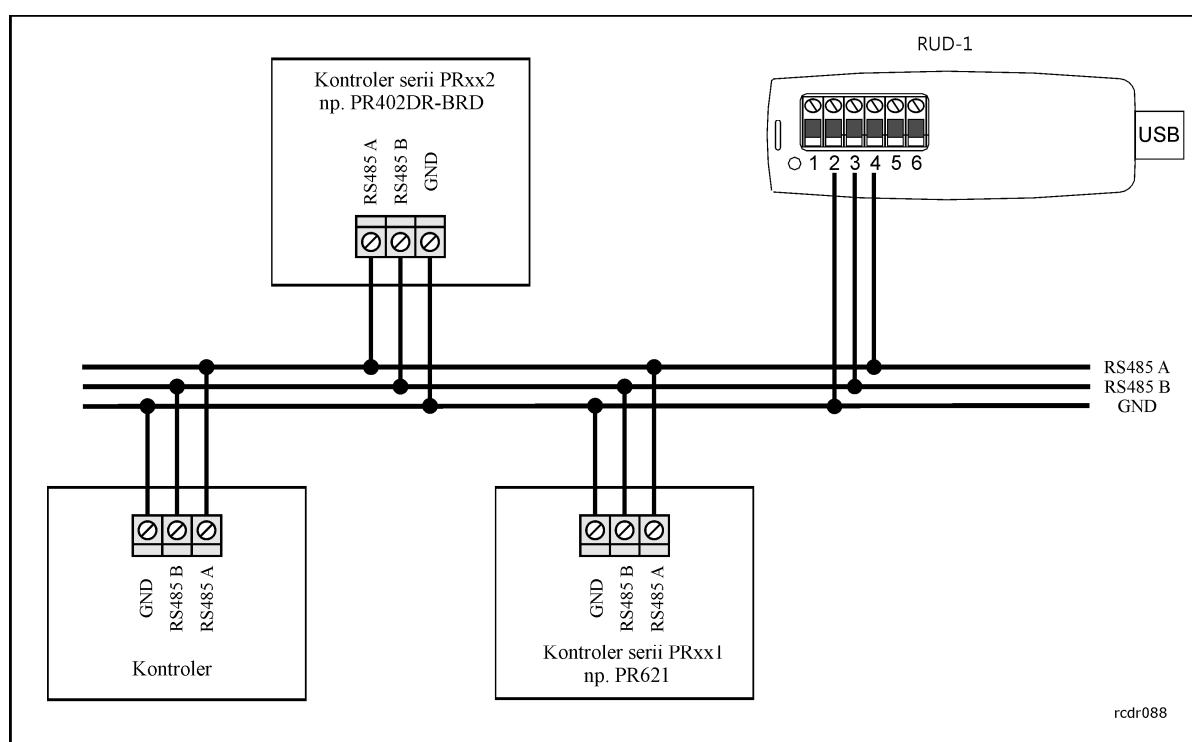 RUD-1
Kontroler serii PRxx2
np. PR402DR-BRD
RS485 A
RS485 B
GND
USB
1 2 3 4 5 6
RS485 A
RS485 B
GND
GND
RS485 B
RS485 A
Kontroler
GND
RS485 B
RS485 A
Kontroler serii PRxx1
np. PR621
rcdr088